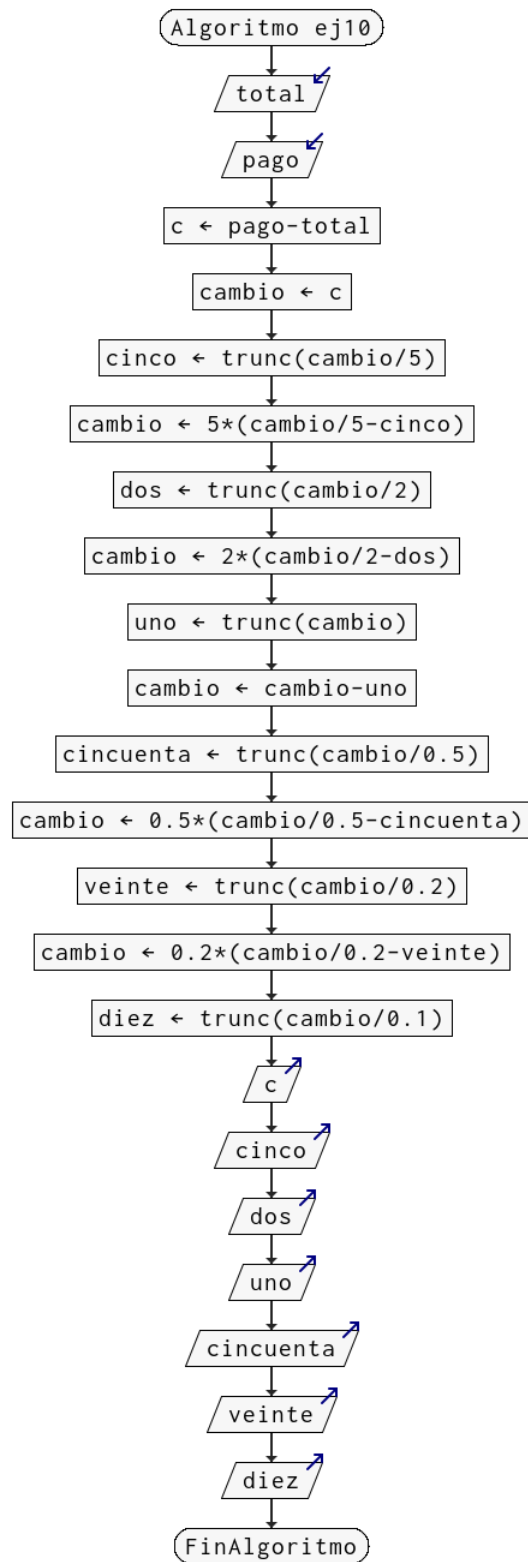 Algoritmo ej10
total
pago
c ← pago-total
cambio ← c
cinco ← trunc(cambio/5)
cambio ← 5*(cambio/5-cinco)
dos ← trunc(cambio/2)
cambio ← 2*(cambio/2-dos)
uno ← trunc(cambio)
cambio ← cambio-uno
cincuenta ← trunc(cambio/0.5)
cambio ← 0.5*(cambio/0.5-cincuenta)
veinte ← trunc(cambio/0.2)
cambio ← 0.2*(cambio/0.2-veinte)
diez ← trunc(cambio/0.1)
c
cinco
dos
uno
cincuenta
veinte
diez
FinAlgoritmo